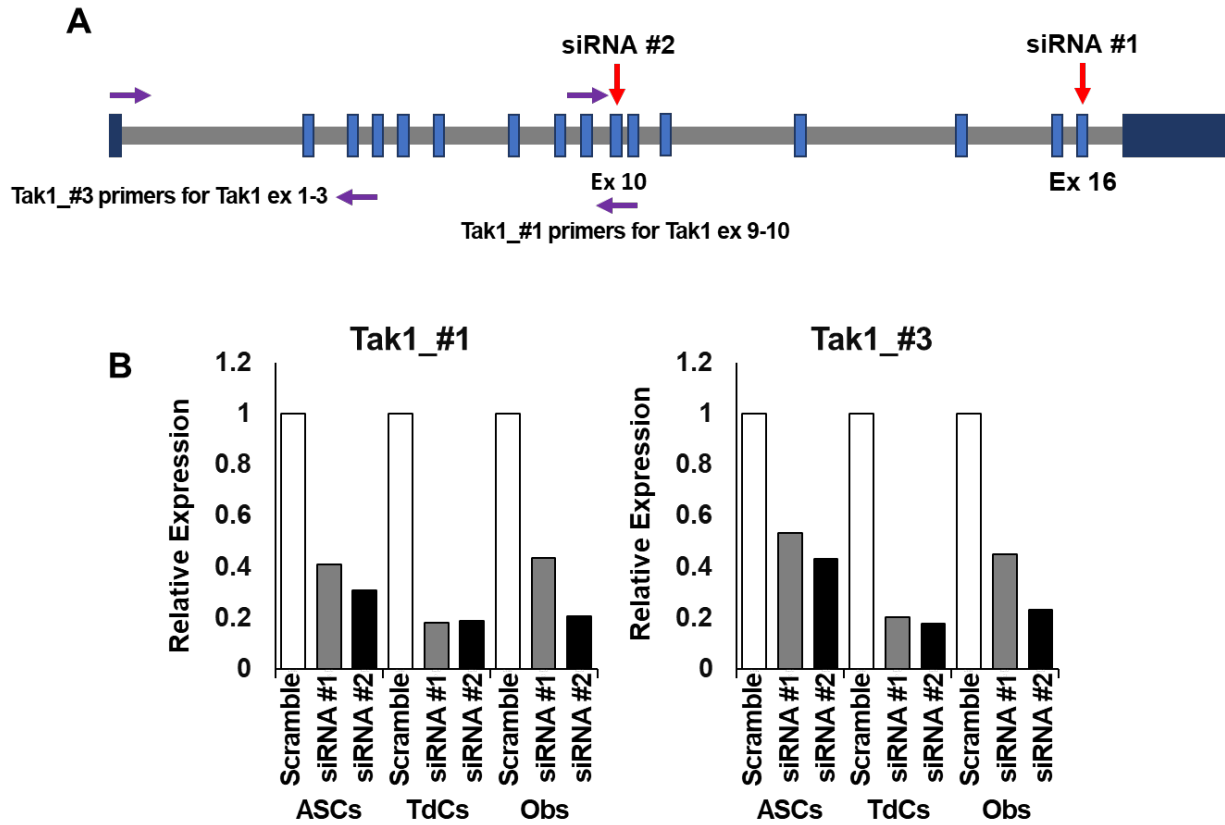 A
siRNA #2
siRNA #1
Ex 10
Ex 16
Tak1_#3 primers for Tak1 ex 1-3
Tak1_#1 primers for Tak1 ex 9-10
B
Tak1_#1
Relative Expression
1.2
1
0.8
0.6
0.4
0.2
0
Scramble
siRNA #1
siRNA #2
Scramble
siRNA #1
siRNA #2
Scramble
siRNA #1
siRNA #2
ASCs
TdCs
Obs
Tak1_#3
Relative Expression
1.2
1
0.8
0.6
0.4
0.2
0
Scramble
siRNA #1
siRNA #2
Scramble
siRNA #1
siRNA #2
Scramble
siRNA #1
siRNA #2
ASCs
TdCs
Obs